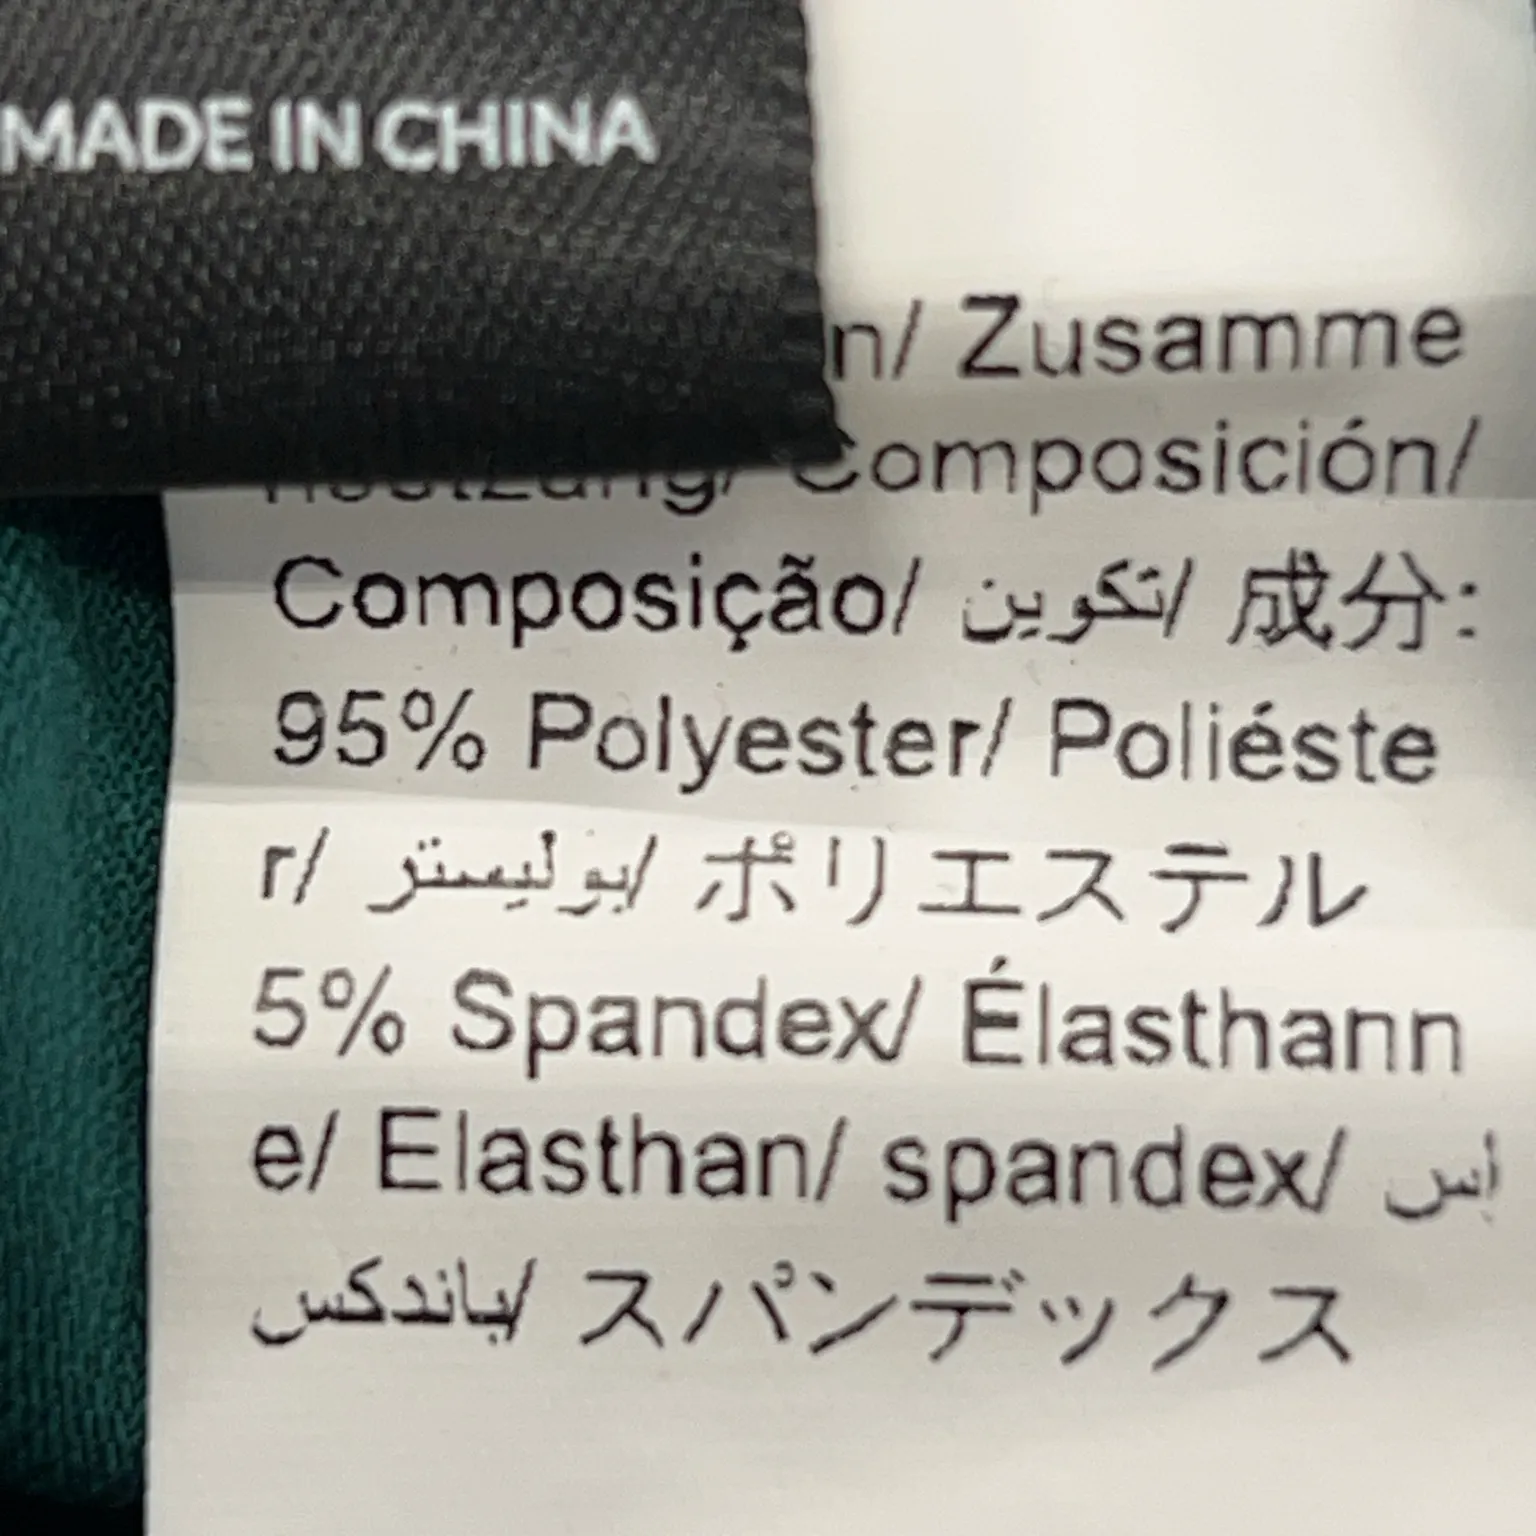 MADE IN CHINA
n/ Zusamme
nsetzung/ Composición/
Composição/ تكوين/ 成分:
95% Polyester/ Poliéste
r/ بوليستر/ ポリエステル
5% Spandex/ Élasthann
e/ Elasthan/ spandex/ إس
باندكس/ スパンデックス